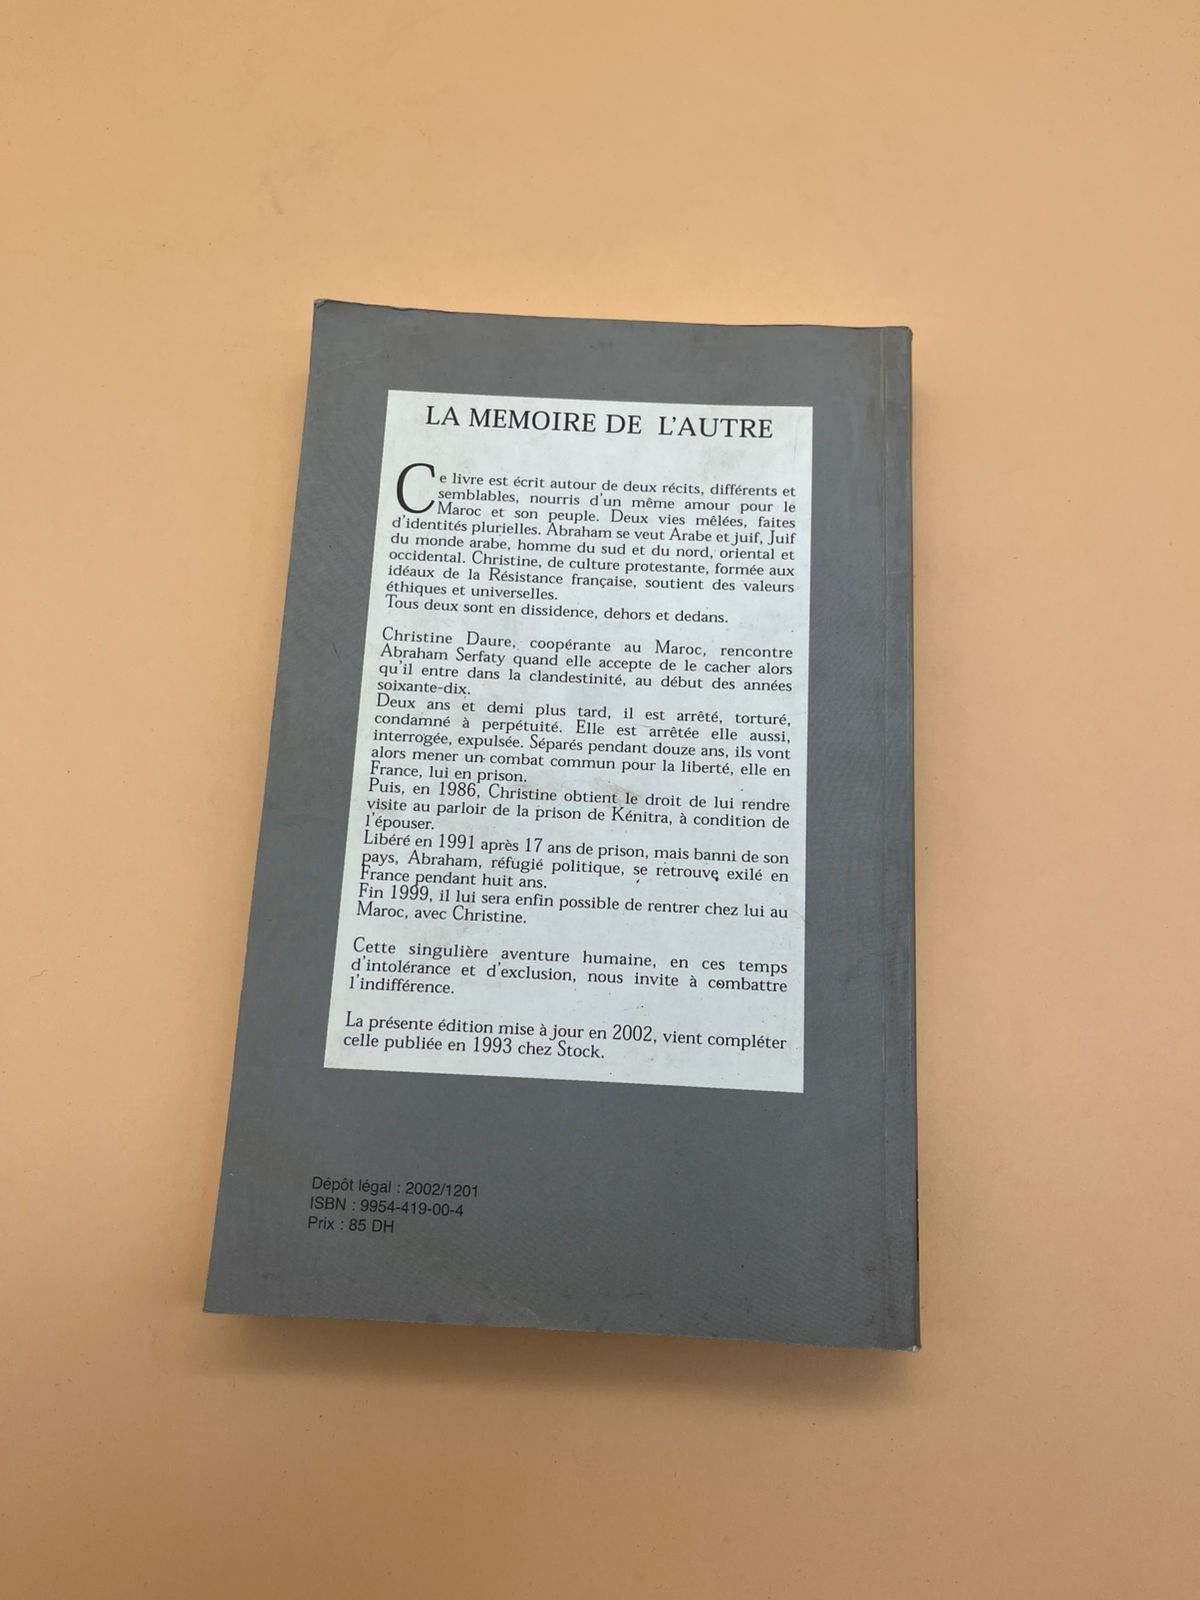 LA MEMOIRE DE L'AUTRE
Ce livre est écrit autour de deux récits, différents et
semblables, nourris d'un même amour pour le
Maroc et son peuple. Deux vies mêlées, faites
d'identités plurielles. Abraham se veut Arabe et juif, Juif
du monde arabe, homme du sud et du nord, oriental et
occidental. Christine, de culture protestante, formée aux
idéaux de la Résistance française, soutient des valeurs
éthiques et universelles.
Tous deux sont en dissidence, dehors et dedans.
Christine Daure, coopérante au Maroc, rencontre
Abraham Serfaty quand elle accepte de le cacher alors
qu'il entre dans la clandestinité, au début des années
soixante-dix.
Deux ans et demi plus tard, il est arrêté, torturé,
condamné à perpétuité. Elle est arrêtée elle aussi,
interrogée, expulsée. Séparés pendant douze ans, ils vont
alors mener un combat commun pour la liberté, elle en
France, lui en prison.
Puis, en 1986, Christine obtient le droit de lui rendre
visite au parloir de la prison de Kénitra, à condition de
l'épouser.
Libéré en 1991 après 17 ans de prison, mais banni de son
pays, Abraham, réfugié politique, se retrouve exilé en
France pendant huit ans.
Fin 1999, il lui sera enfin possible de rentrer chez lui au
Maroc, avec Christine.
Cette singulière aventure humaine, en ces temps
d'intolérance et d'exclusion, nous invite à combattre
l'indifférence.
La présente édition mise à jour en 2002, vient compléter
celle publiée en 1993 chez Stock.
Dépôt légal : 2002/1201
ISBN : 9954-419-00-4
Prix : 85 DH